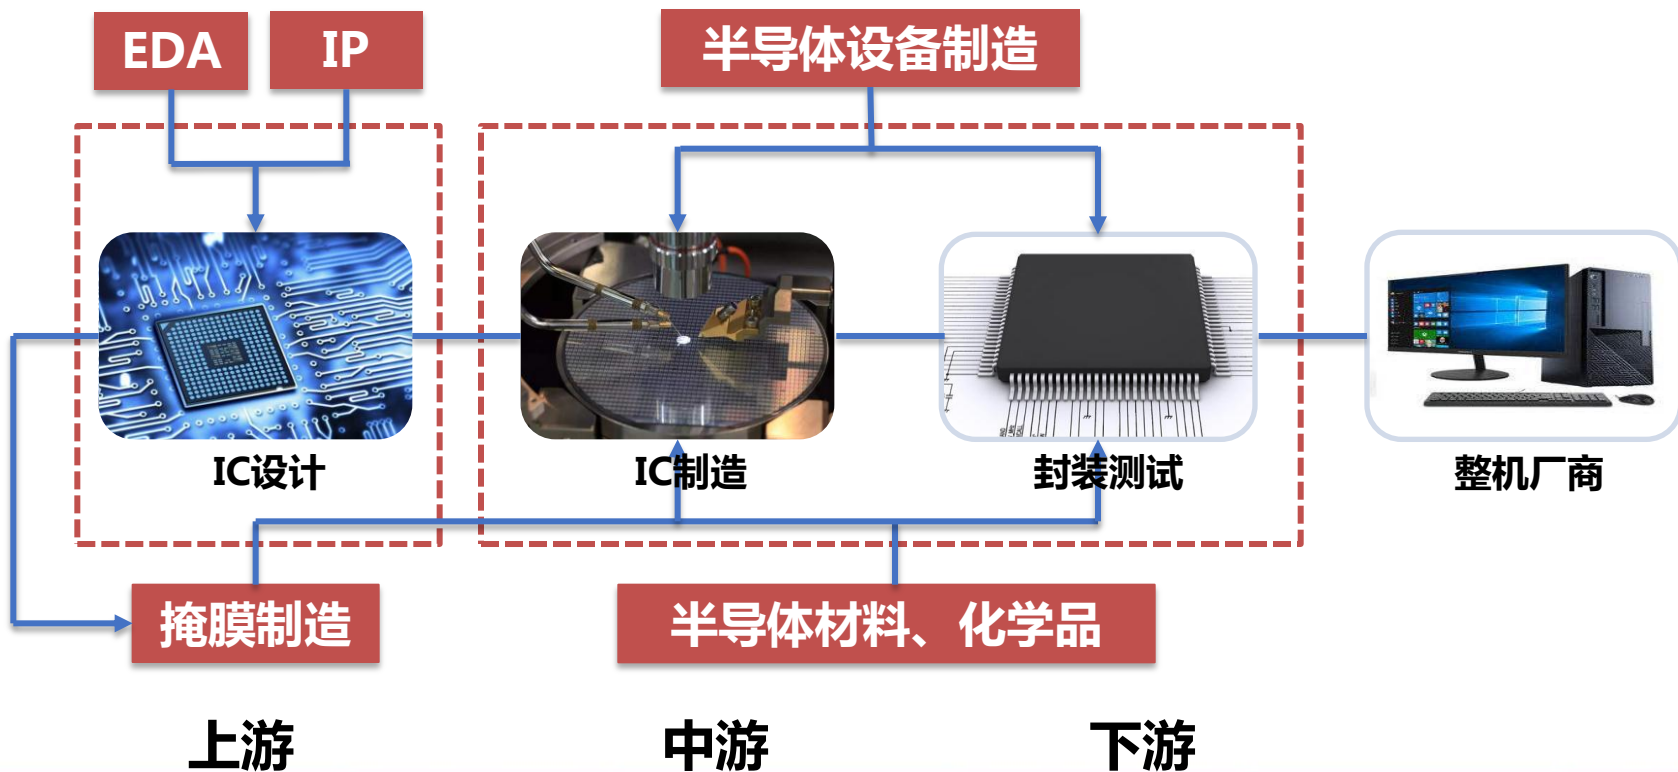 EDA
IP
半导体设备制造
IC设计
IC制造
封装测试
整机厂商
掩膜制造
半导体材料、化学品
上游
中游
下游